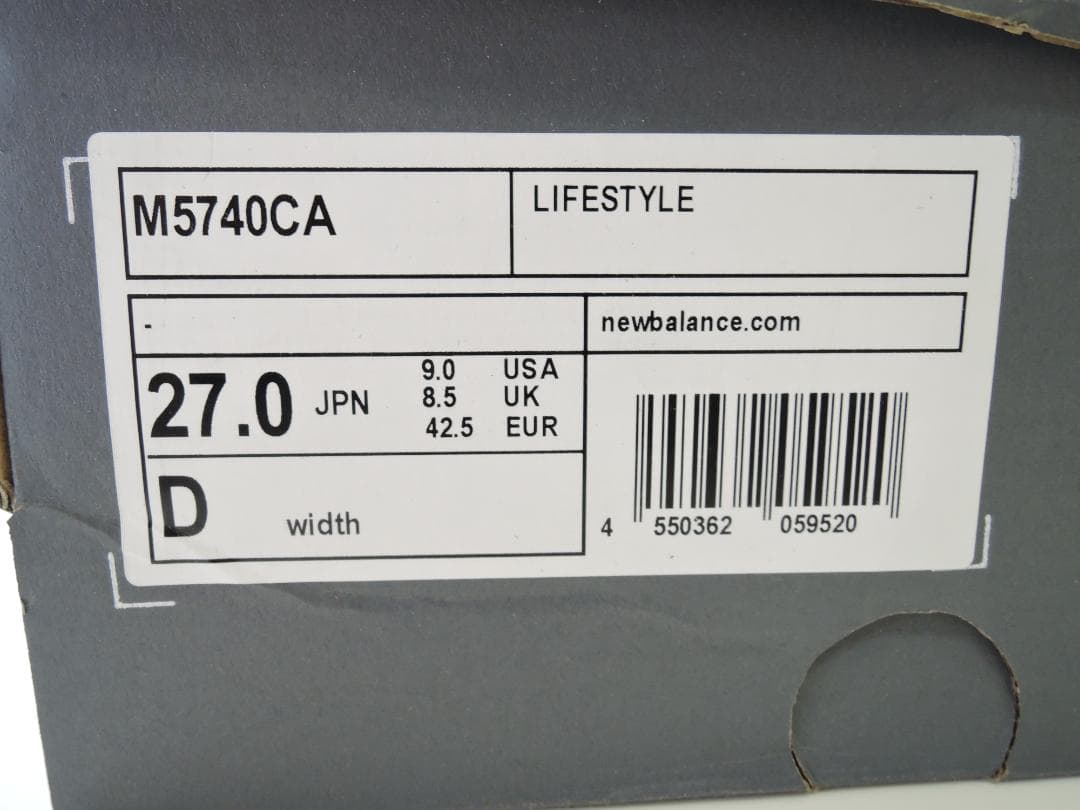 M5740CA
LIFESTYLE
-
newbalance.com
27.0 JPN
9.0 USA
8.5 UK
42.5 EUR
D width
4 550362 059520